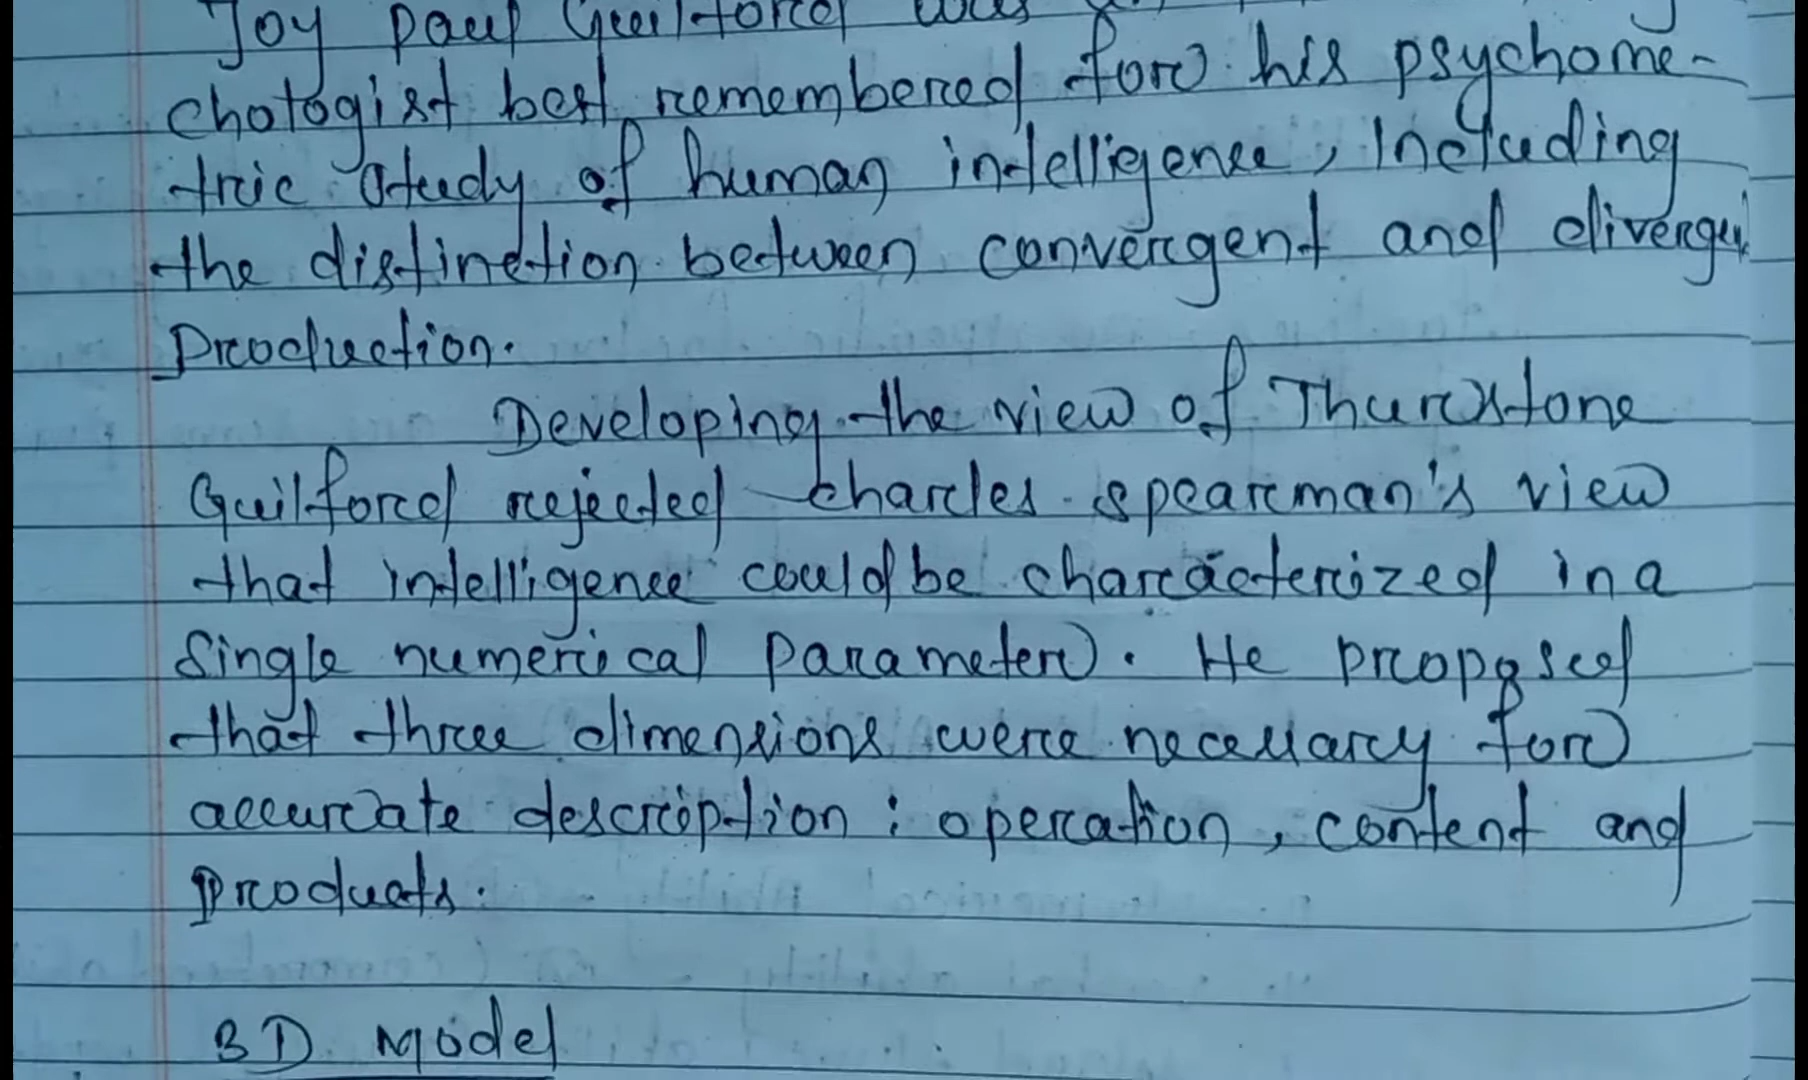 Joy paul Guilford was
chologist best remembered for his psychome-
tric study of human intelligence, Including
the distinction between convergent and divergen
Production.
Developing the view of Thurstone
Guilford rejected charles spearman's view
that intelligence could be characterized in a
Single numerical parameter. He proposed
that three dimensions were necessary for
accurate description : operation, content and
Products.
3D Model